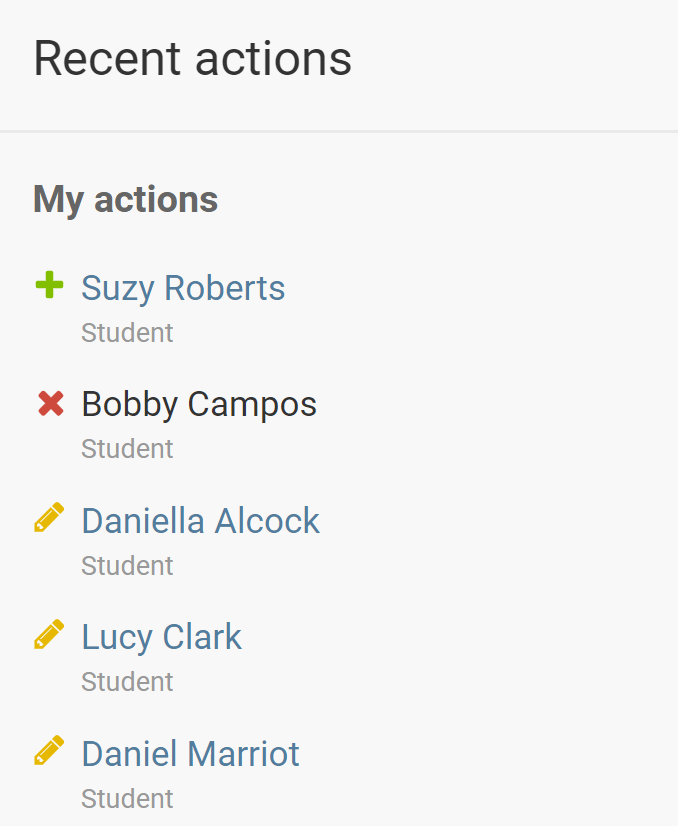 Recent actions
My actions
Suzy Roberts
Student
Bobby Campos
Student
Daniella Alcock
Student
Lucy Clark
Student
Daniel Marriot
Student